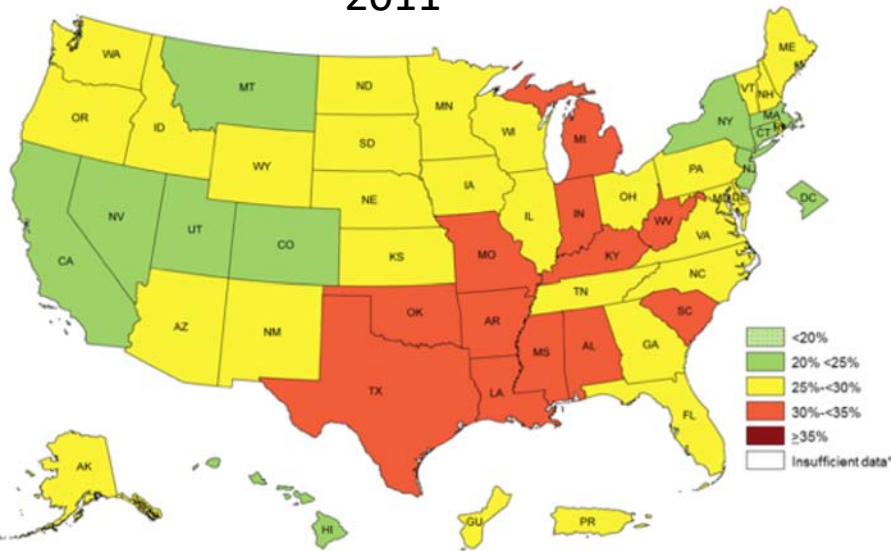 2011
WA
MT
ND
MN
ME
VT
NH
OR
ID
SD
WI
MI
NY
MA
CT
WY
IA
PA
NJ
NE
OH
MD
DE
DC
NV
UT
CO
IL
IN
WV
VA
CA
KS
MO
KY
NC
AZ
NM
OK
AR
TN
SC
MS
AL
GA
TX
LA
FL
<20%
20% <25%
25%-<30%
30%-<35%
≥35%
Insufficient data*
AK
HI
GU
PR